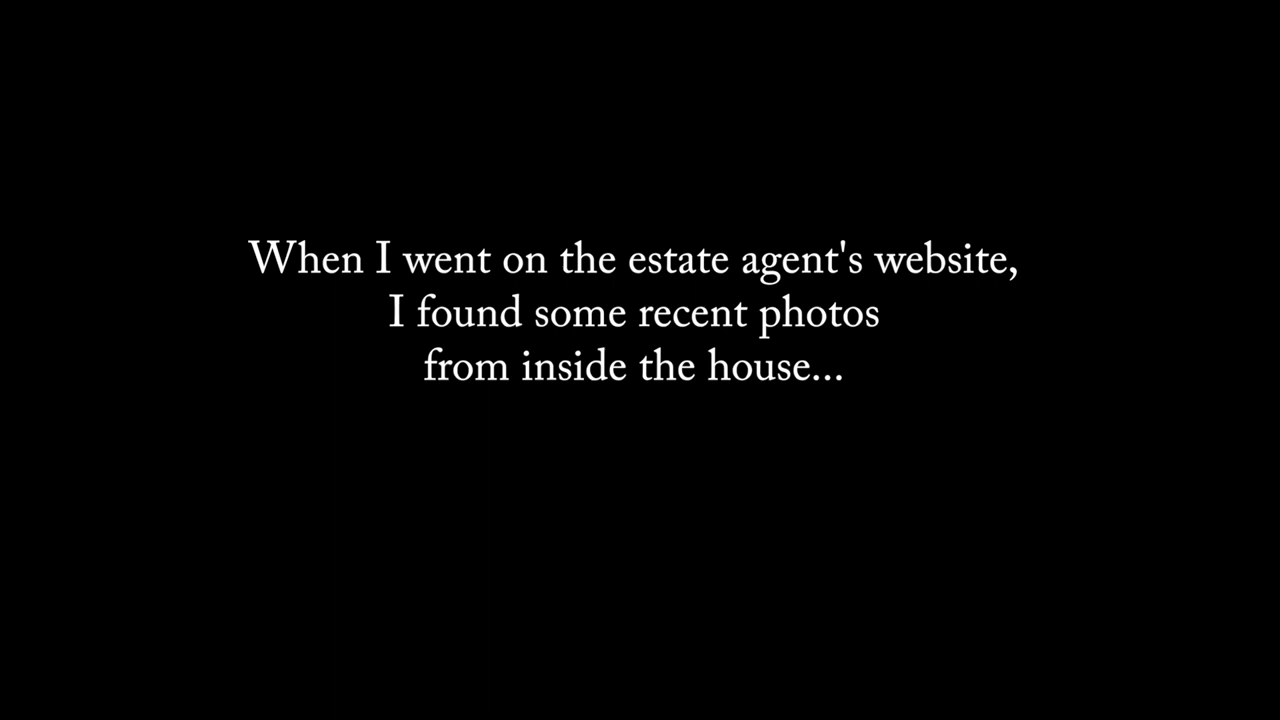 When I went on the estate agent's website,
I found some recent photos
from inside the house...